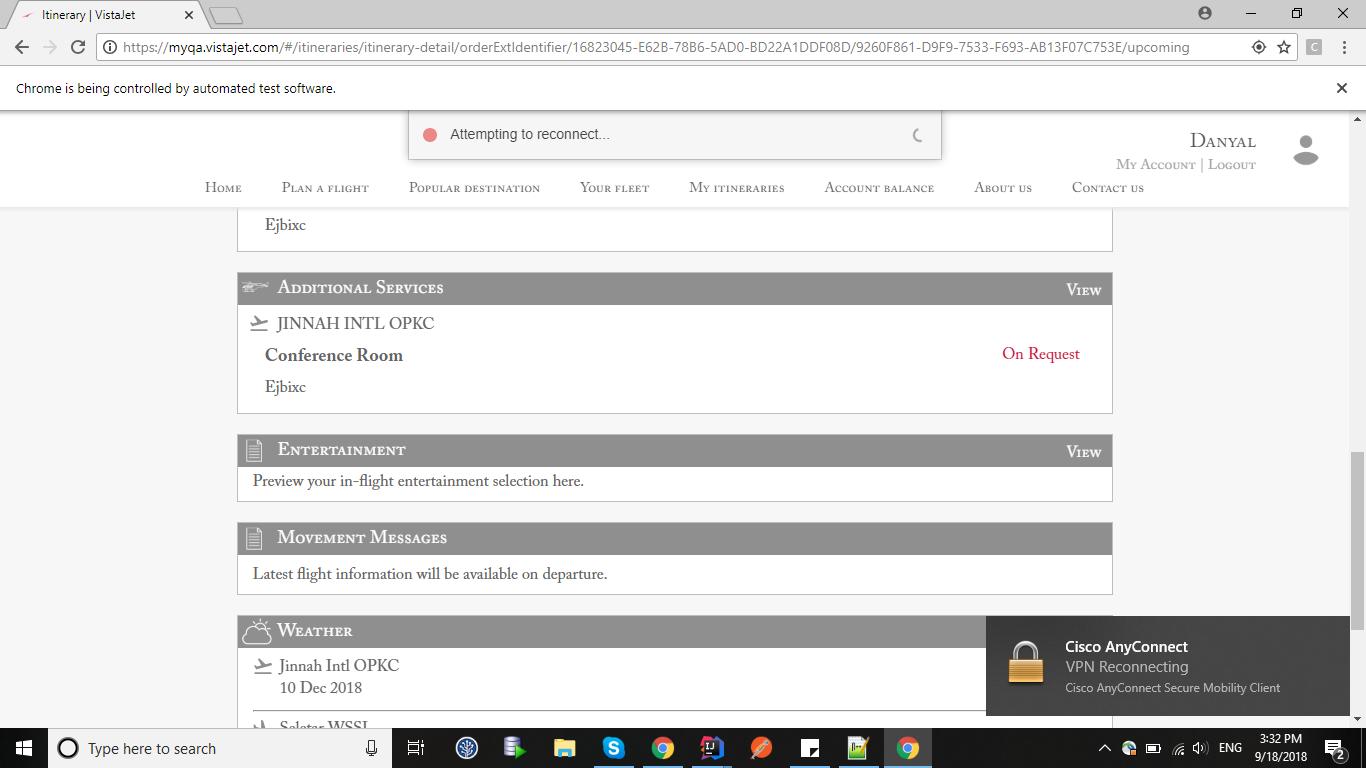 Itinerary | VistaJet
https://myqa.vistajet.com/#/itineraries/itinerary-detail/orderExtIdentifier/16823045-E62B-78B6-5AD0-BD22A1DDF08D/9260F861-D9F9-7533-F693-AB13F07C753E/upcoming
C
Chrome is being controlled by automated test software.
Attempting to reconnect...
Danyal
My Account | Logout
Home Plan a flight Popular destination Your fleet My itineraries Account balance About us Contact us
Ejbixc
Additional Services View
JINNAH INTL OPKC
Conference Room On Request
Ejbixc
Entertainment View
Preview your in-flight entertainment selection here.
Movement Messages
Latest flight information will be available on departure.
Weather
Jinnah Intl OPKC
10 Dec 2018
Seletar WSSL
Cisco AnyConnect
VPN Reconnecting
Cisco AnyConnect Secure Mobility Client
Type here to search
ENG
3:32 PM
9/18/2018
2